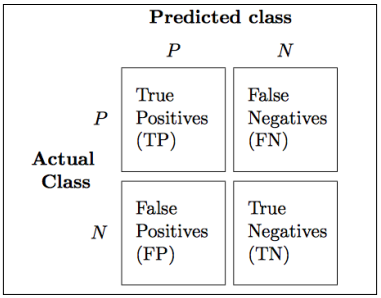 Predicted class
P N
True Positives (TP)
False Negatives (FN)
P
Actual Class
False Positives (FP)
True Negatives (TN)
N